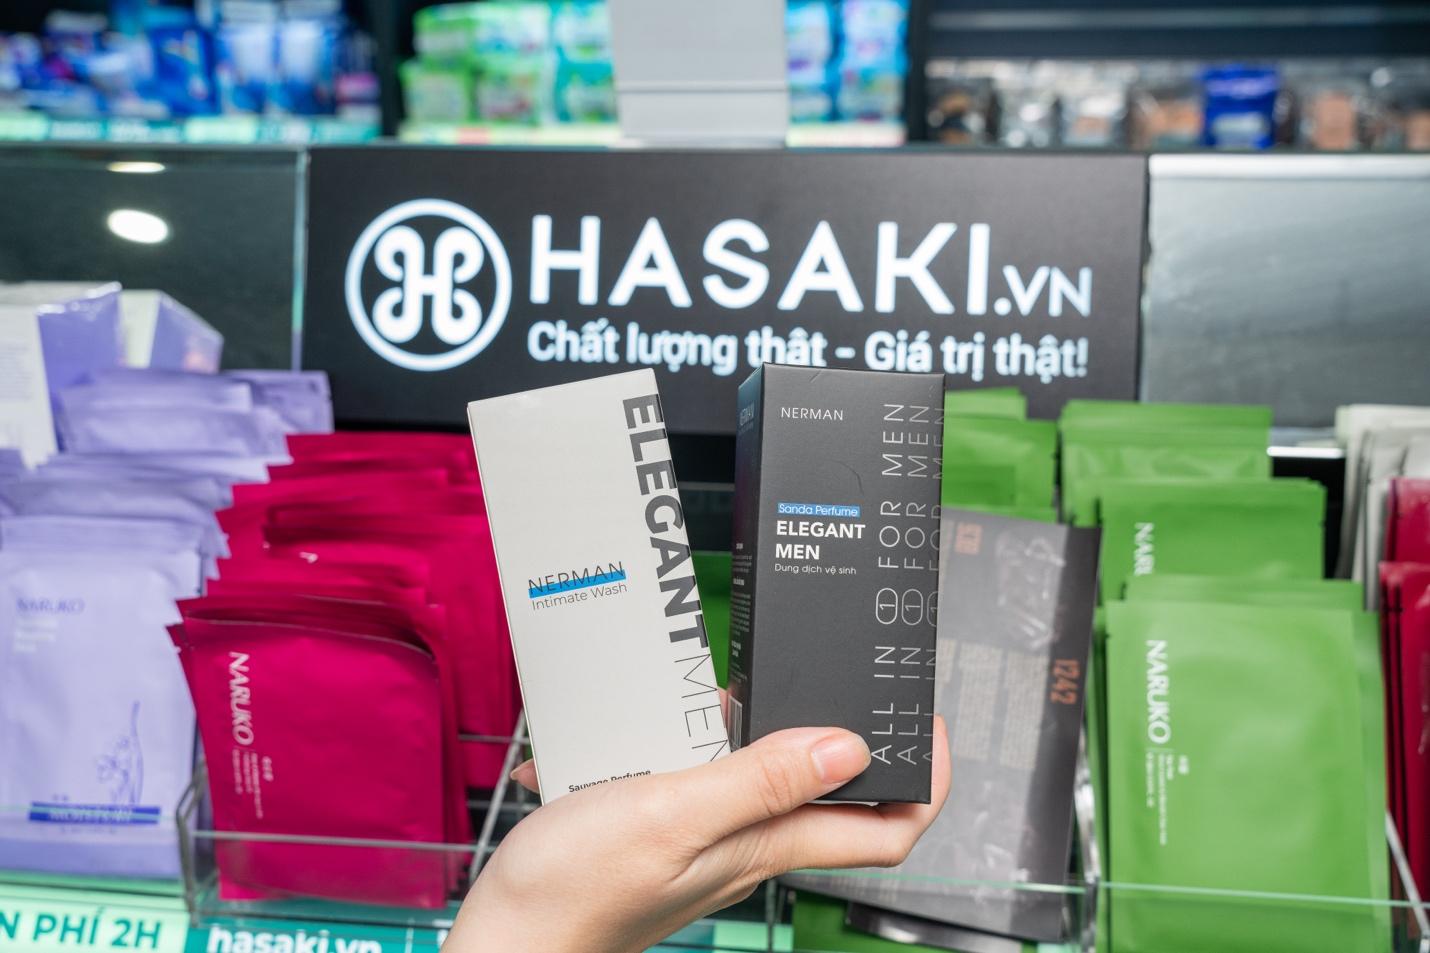 HASAKI.VN
Chất lượng thật - Giá trị thật!
ELEGANTMEN
NERMAN
Intimate Wash
Sauvage Perfume
NERMAN
Sanda Perfume
ELEGANT
MEN
Dung dịch vệ sinh
ALL IN 1 FOR MEN
ALL IN 1 FOR MEN
ALL IN 1 FOR MEN
1242
NARUKO
NARUKO
NARUKO
PHÍ 2H
hasaki.vn